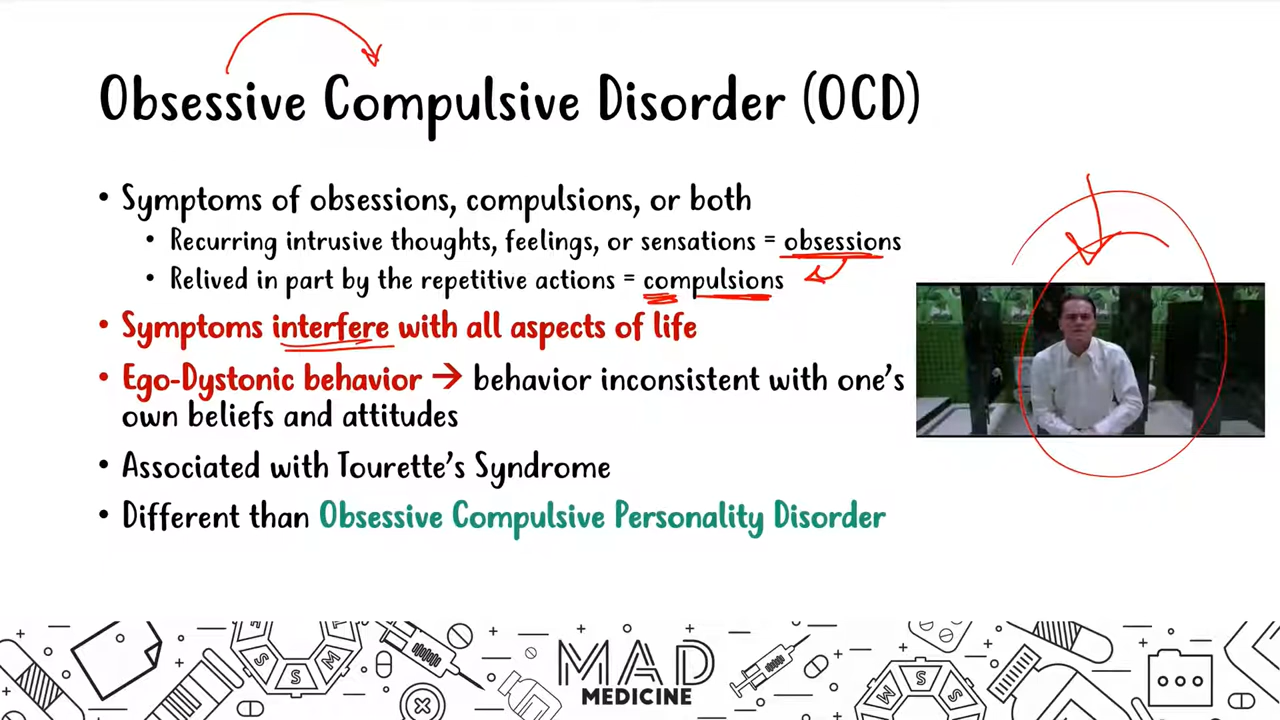 Obsessive Compulsive Disorder (OCD)
• Symptoms of obsessions, compulsions, or both
• Recurring intrusive thoughts, feelings, or sensations = obsessions
• Relived in part by the repetitive actions = compulsions
• Symptoms interfere with all aspects of life
• Ego-Dystonic behavior → behavior inconsistent with one's
own beliefs and attitudes
• Associated with Tourette's Syndrome
• Different than Obsessive Compulsive Personality Disorder
MAD
MEDICINE